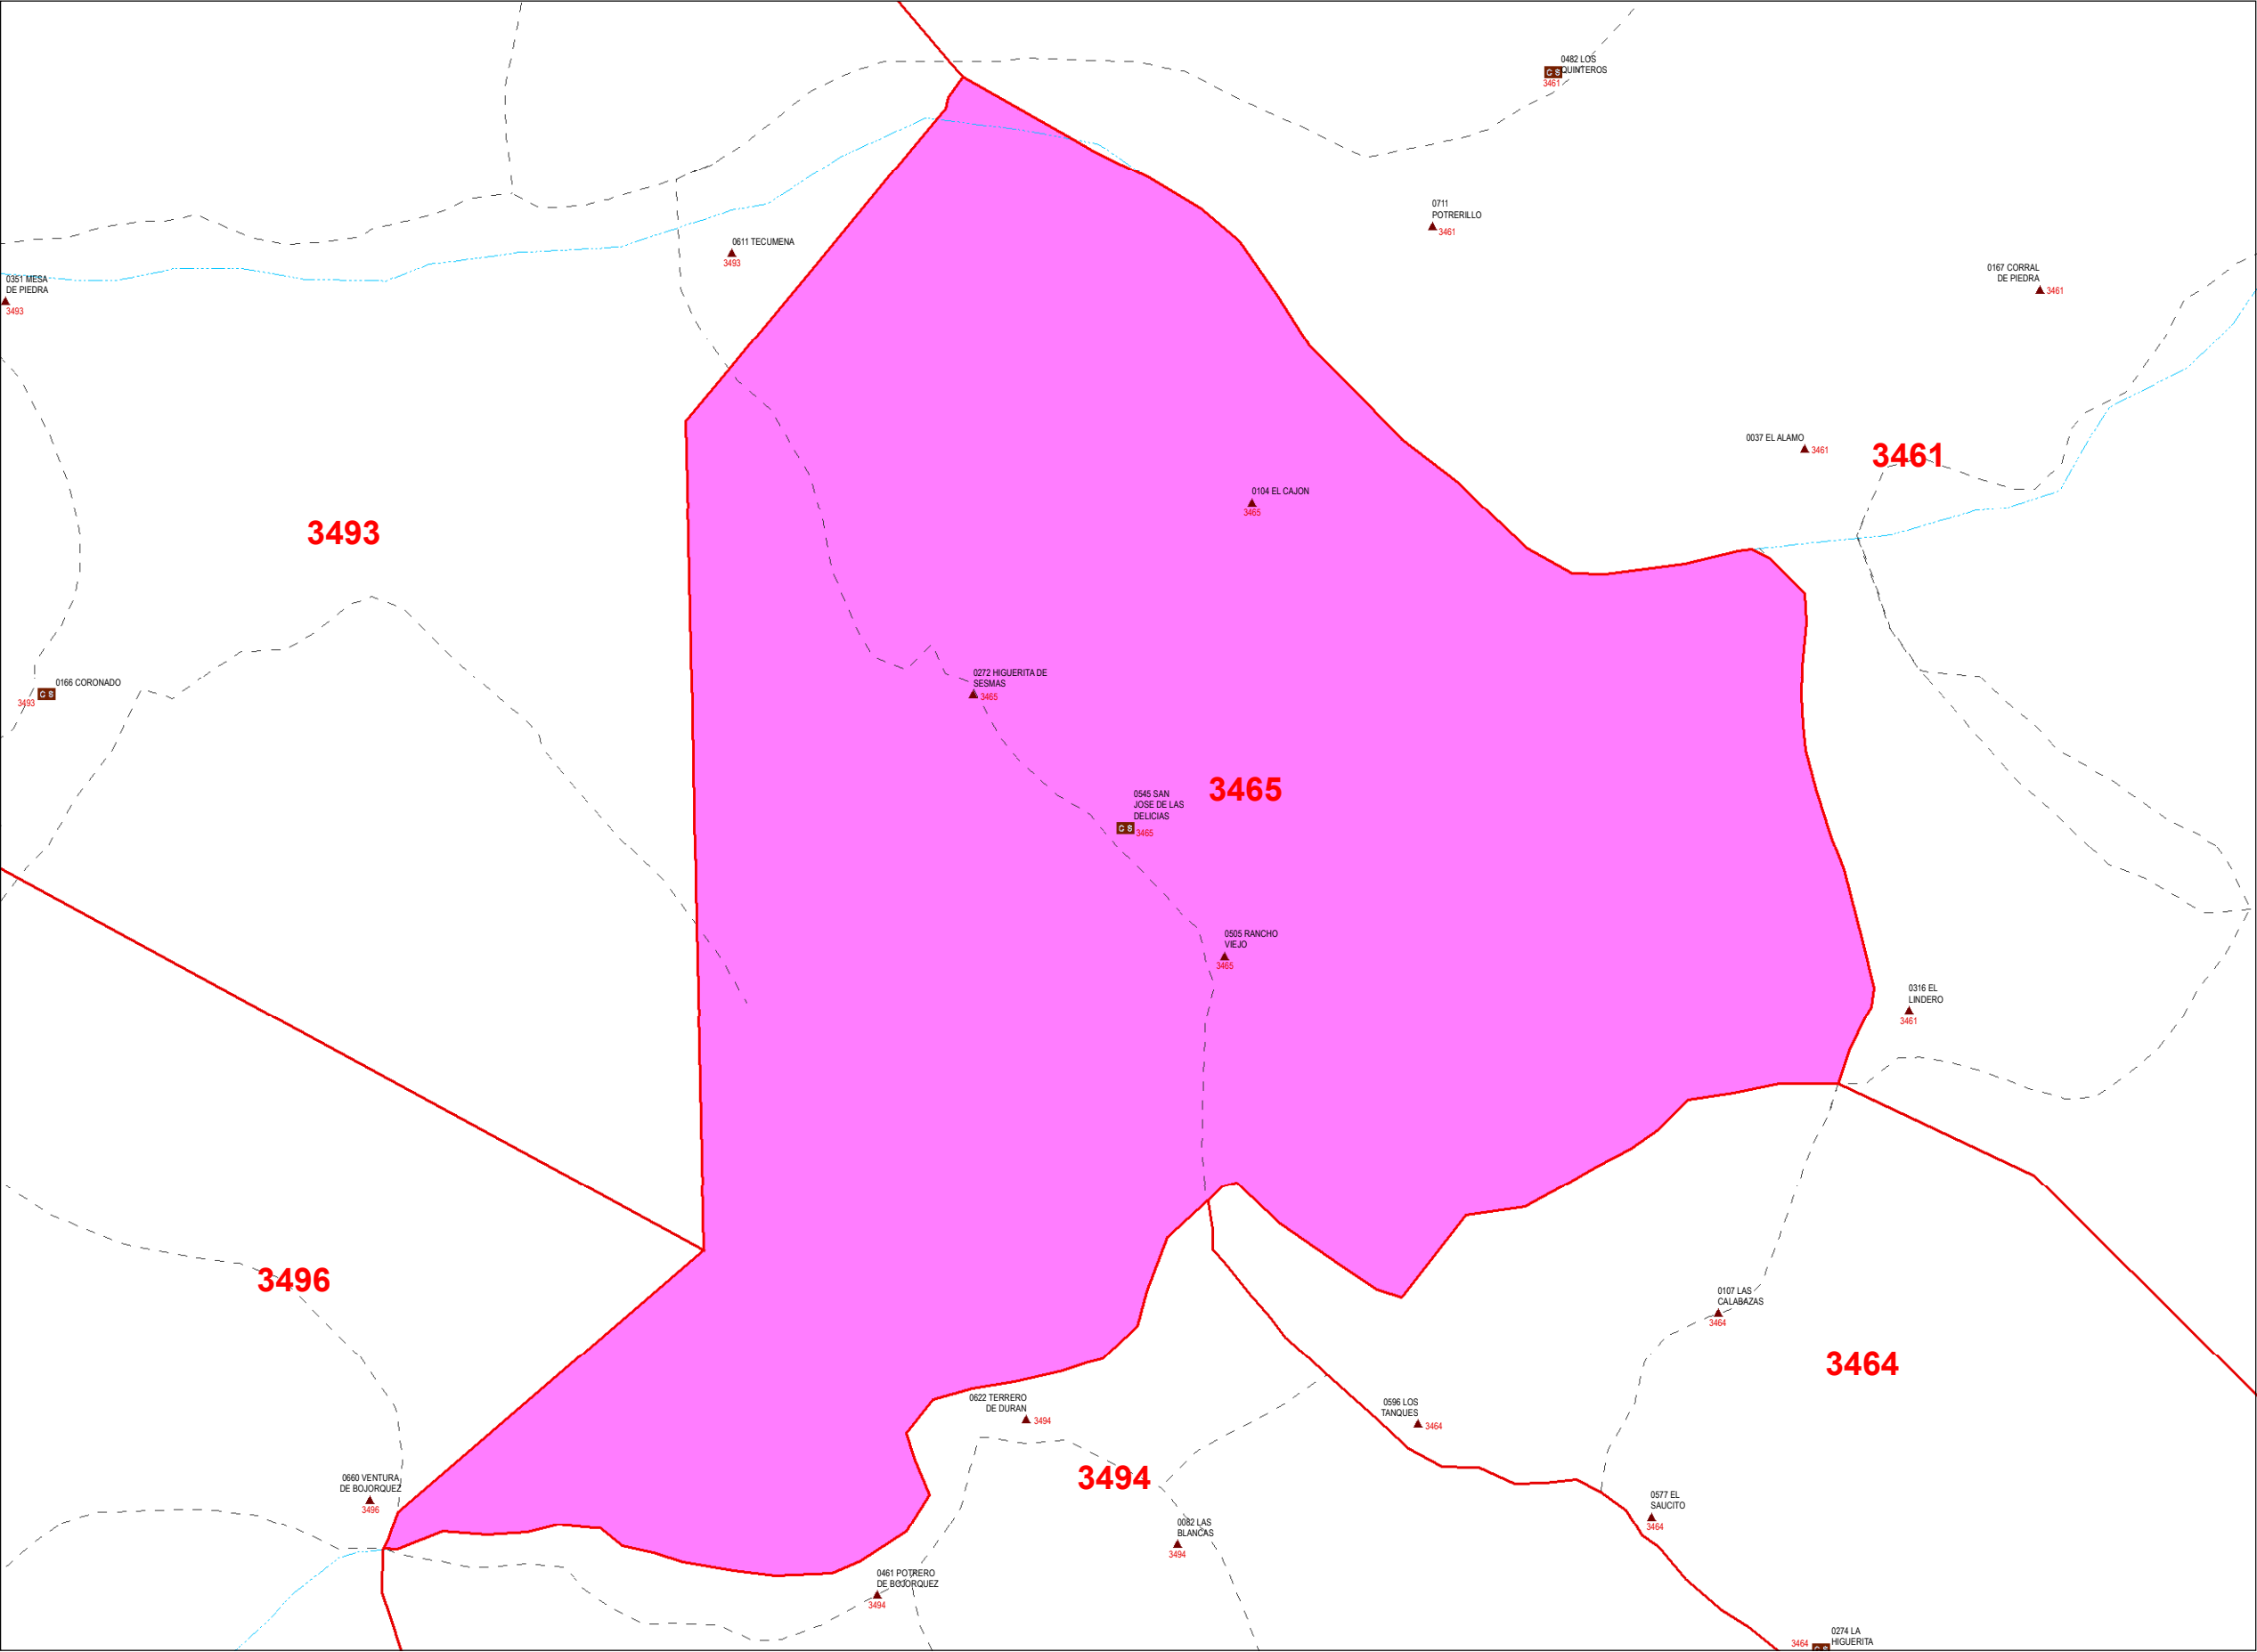 0482 LOS
QUINTEROS
C S
3461
0711
POTRERILLO
3461
0611 TECUMENA
3493
0167 CORRAL
DE PIEDRA
3461
0351 MESA
DE PIEDRA
3493
0037 EL ALAMO
3461
3461
0104 EL CAJON
3465
3493
0166 CORONADO
C S
3493
0272 HIGUERITA DE
SESMAS
3465
3465
0545 SAN
JOSE DE LAS
DELICIAS
C S
3465
0505 RANCHO
VIEJO
3465
0316 EL
LINDERO
3461
3496
0107 LAS
CALABAZAS
3464
3464
0622 TERRERO
DE DURAN
3494
0596 LOS
TANQUES
3464
3494
0660 VENTURA
DE BOJORQUEZ
3496
0577 EL
SAUCITO
3464
0082 LAS
BLANCAS
3494
0461 POTRERO
DE BOJORQUEZ
3494
0274 LA
HIGUERITA
3464
C S